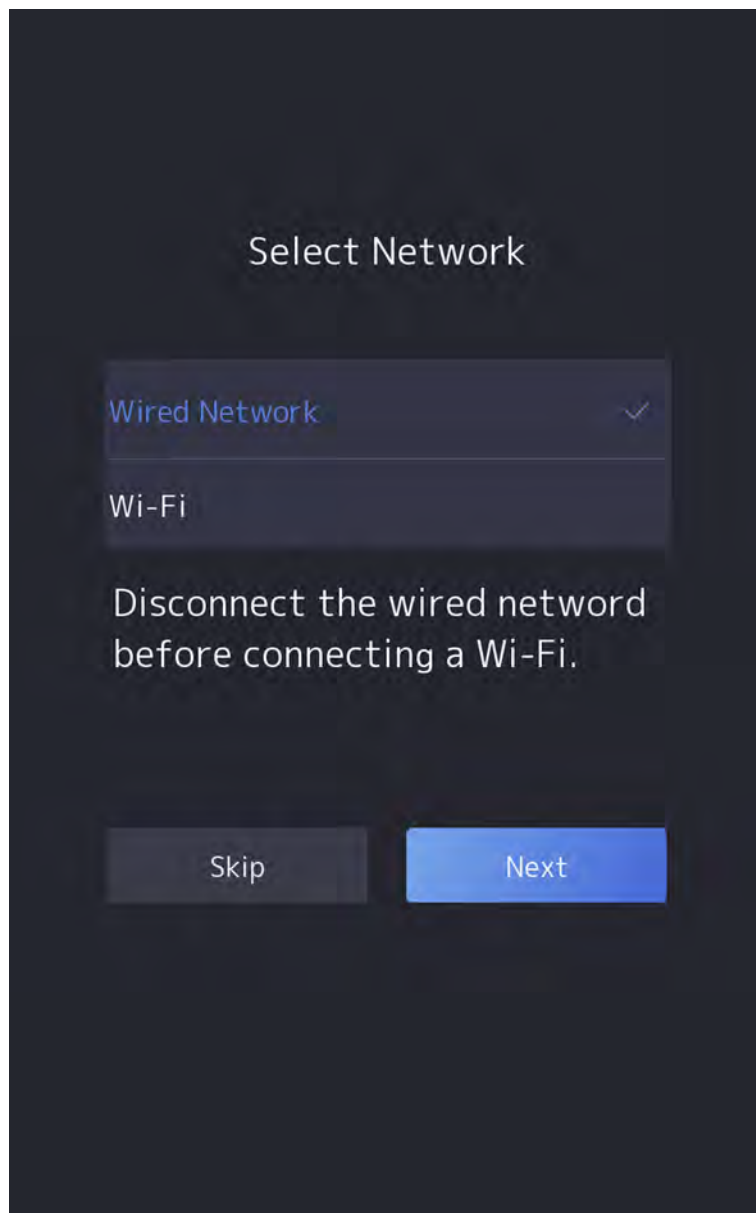 Select Network
Wired Network
Wi-Fi
Disconnect the wired netword
before connecting a Wi-Fi.
Skip
Next